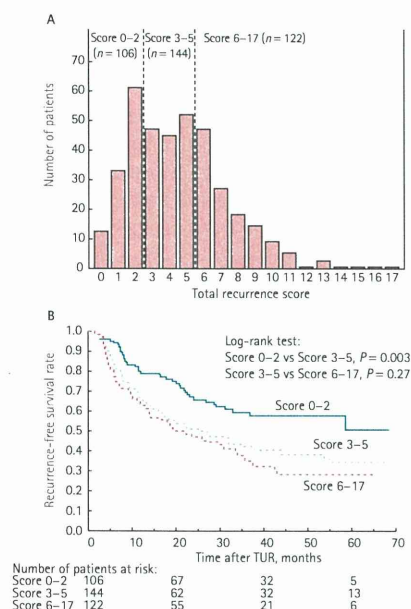 A
Score 0–2 Score 3–5 Score 6–17 (n = 122)
(n = 106) (n = 144)
Number of patients
70
60
50
40
30
20
10
0
0 1 2 3 4 5 6 7 8 9 10 11 12 13 14 15 16 17
Total recurrence score
B
Recurrence-free survival rate
1.0
0.9
0.8
0.7
0.6
0.5
0.4
0.3
0.2
0.1
0.0
Log-rank test:
Score 0–2 vs Score 3–5, P = 0.003
Score 3–5 vs Score 6–17, P = 0.27
Score 0–2
Score 3–5
Score 6–17
0 10 20 30 40 50 60 70
Time after TUR, months
Number of patients at risk:
Score 0–2 106 67 32 5
Score 3–5 144 62 32 13
Score 6–17 122 55 21 6